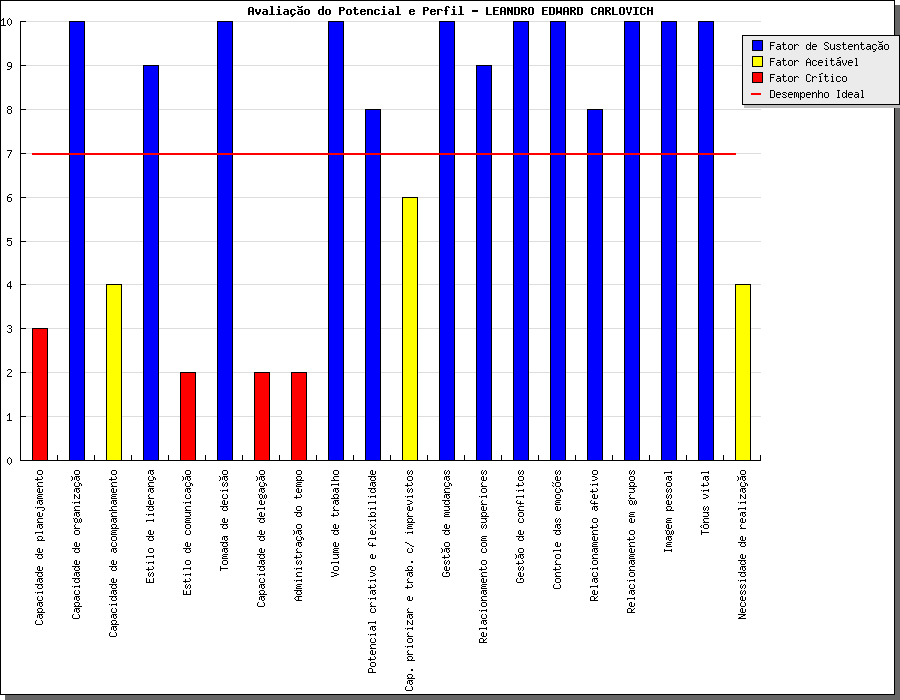 Avaliação do Potencial e Perfil - LEANDRO EDWARD CARLOVICH
Fator de Sustentação
Fator Aceitável
Fator Crítico
Desempenho Ideal
10
9
8
7
6
5
4
3
2
1
0
Capacidade de planejamento
Capacidade de organização
Capacidade de acompanhamento
Estilo de liderança
Estilo de comunicação
Tomada de decisão
Capacidade de delegação
Administração do tempo
Volume de trabalho
Potencial criativo e flexibilidade
Cap. priorizar e trab. c/ imprevistos
Gestão de mudanças
Relacionamento com superiores
Gestão de conflitos
Controle das emoções
Relacionamento afetivo
Relacionamento em grupos
Imagem pessoal
Tônus vital
Necessidade de realização